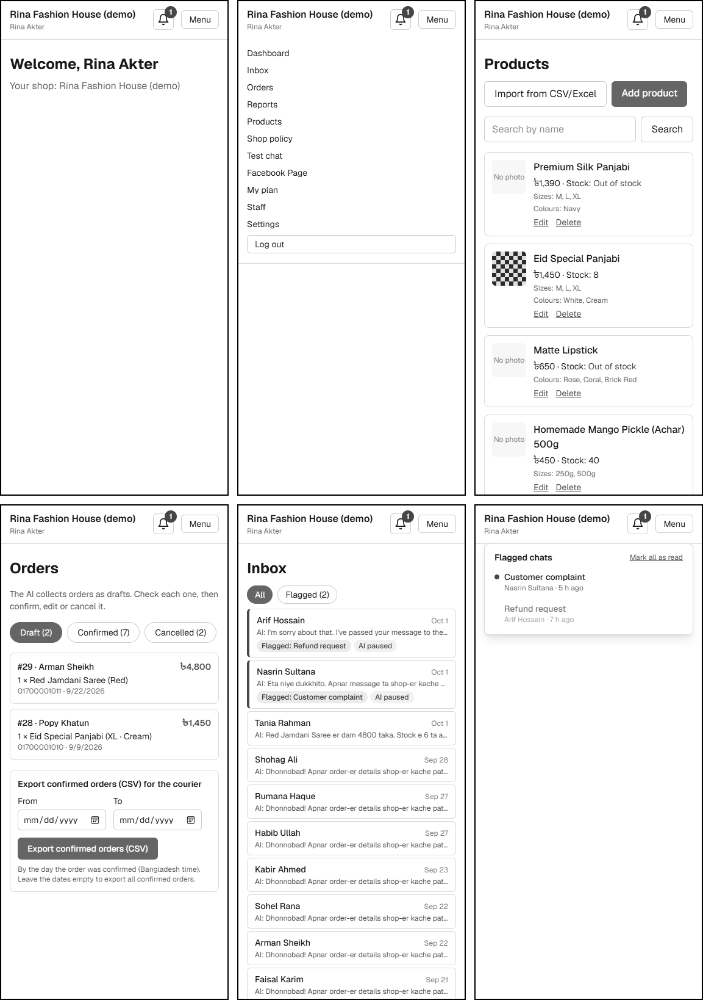 Rina Fashion House (demo)
Rina Akter
1
Menu
Welcome, Rina Akter
Your shop: Rina Fashion House (demo)
Rina Fashion House (demo)
Rina Akter
1
Menu
Dashboard
Inbox
Orders
Reports
Products
Shop policy
Test chat
Facebook Page
My plan
Staff
Settings
Log out
Rina Fashion House (demo)
Rina Akter
1
Menu
Products
Import from CSV/Excel
Add product
Search by name
Search
No photo
Premium Silk Panjabi
৳1,390 · Stock: Out of stock
Sizes: M, L, XL
Colours: Navy
Edit Delete
Eid Special Panjabi
৳1,450 · Stock: 8
Sizes: M, L, XL
Colours: White, Cream
Edit Delete
No photo
Matte Lipstick
৳650 · Stock: Out of stock
Colours: Rose, Coral, Brick Red
Edit Delete
No photo
Homemade Mango Pickle (Achar)
500g
৳450 · Stock: 40
Sizes: 250g, 500g
Edit Delete
Rina Fashion House (demo)
Rina Akter
1
Menu
Orders
The AI collects orders as drafts. Check each one, then
confirm, edit or cancel it.
Draft (2)
Confirmed (7)
Cancelled (2)
#29 · Arman Sheikh ৳4,800
1 × Red Jamdani Saree (Red)
01700001011 · 9/22/2026
#28 · Popy Khatun ৳1,450
1 × Eid Special Panjabi (XL · Cream)
01700001010 · 9/9/2026
Export confirmed orders (CSV) for the courier
From To
mm/dd/yyyy mm/dd/yyyy
Export confirmed orders (CSV)
By the day the order was confirmed (Bangladesh time).
Leave the dates empty to export all confirmed orders.
Rina Fashion House (demo)
Rina Akter
1
Menu
Inbox
All
Flagged (2)
Arif Hossain Oct 1
AI: I'm sorry about that. I've passed your message to the...
Flagged: Refund request AI paused
Nasrin Sultana Oct 1
AI: Eta niye dukkhito. Apnar message ta shop-er kache ...
Flagged: Customer complaint AI paused
Tania Rahman Oct 1
AI: Red Jamdani Saree er dam 4800 taka. Stock e 6 ta a...
Shohag Ali Sep 28
AI: Dhonnobad! Apnar order-er details shop-er kache pat...
Rumana Haque Sep 27
AI: Dhonnobad! Apnar order-er details shop-er kache pat...
Habib Ullah Sep 27
AI: Dhonnobad! Apnar order-er details shop-er kache pat...
Kabir Ahmed Sep 23
AI: Dhonnobad! Apnar order-er details shop-er kache pat...
Sohel Rana Sep 22
AI: Dhonnobad! Apnar order-er details shop-er kache pat...
Arman Sheikh Sep 22
AI: Dhonnobad! Apnar order-er details shop-er kache pat...
Faisal Karim Sep 21
AI: Dhonnobad! Apnar order-er details shop-er kache pat...
Rina Fashion House (demo)
Rina Akter
1
Menu
Flagged chats Mark all as read
Customer complaint
Nasrin Sultana · 5 h ago
Refund request
Arif Hossain · 7 h ago